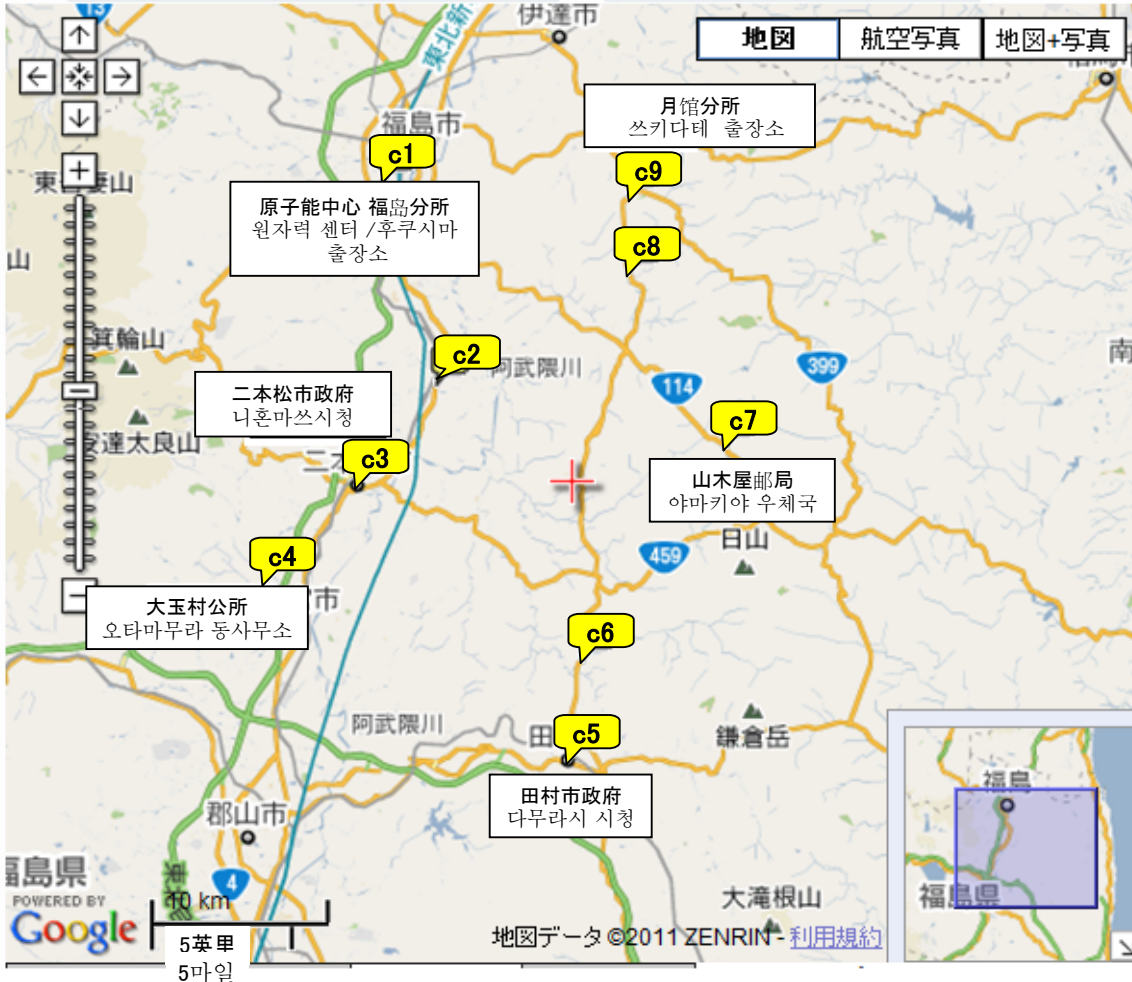 13
東北新
伊達市
地図
航空写真
地図+写真
福島市
月馆分所
쓰키다테 출장소
c1
c9
原子能中心 福岛分所
원자력 센터 /후쿠시마
출장소
c8
山
箕輪山
c2
阿武隈川
399
南
114
二本松市政府
니혼마쓰시청
安達太良山
c7
c3
山木屋邮局
야마키야 우체국
日山
459
c4
大玉村公所
오타마무라 동사무소
市
c6
阿武隈川
田
c5
鎌倉岳
田村市政府
다무라시 시청
福島
郡山市
福島県
4
福島県
POWERED BY
Google
10 km
大滝根山
5英里
5마일
地図データ ©2011 ZENRIN - 利用規約